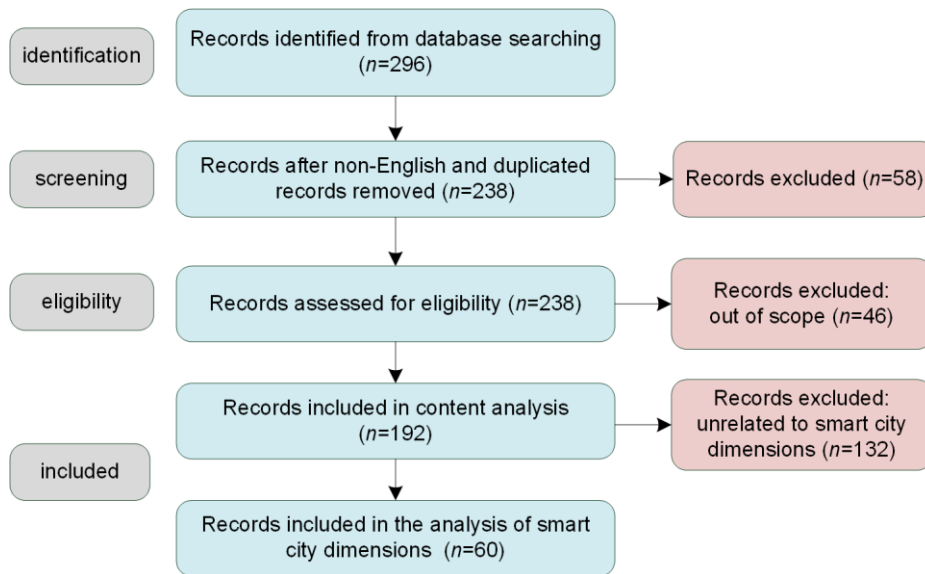 identification
Records identified from database searching
(n=296)
screening
Records after non-English and duplicated
records removed (n=238)
Records excluded (n=58)
eligibility
Records assessed for eligibility (n=238)
Records excluded:
out of scope (n=46)
included
Records included in content analysis
(n=192)
Records excluded:
unrelated to smart city
dimensions (n=132)
Records included in the analysis of smart
city dimensions (n=60)